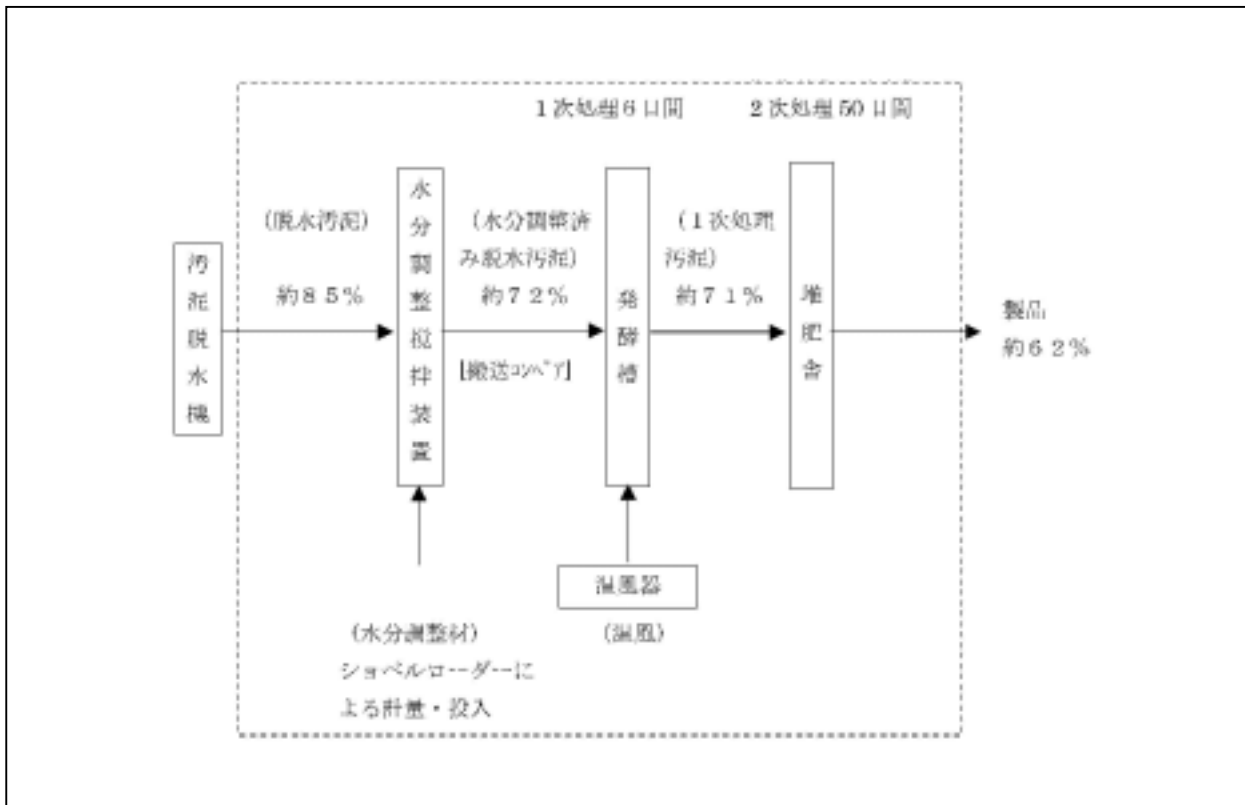 1次処理6日間
2次処理50日間
汚泥脱水機
(脱水汚泥)
約85%
水分調整撹拌装置
(水分調整済
み脱水汚泥)
約72%
[搬送ｺﾝﾍﾞｱ]
発酵槽
(1次処理
汚泥)
約71%
堆肥舎
製品
約62%
温風器
(温風)
(水分調整材)
ショベルローダーに
よる計量・投入